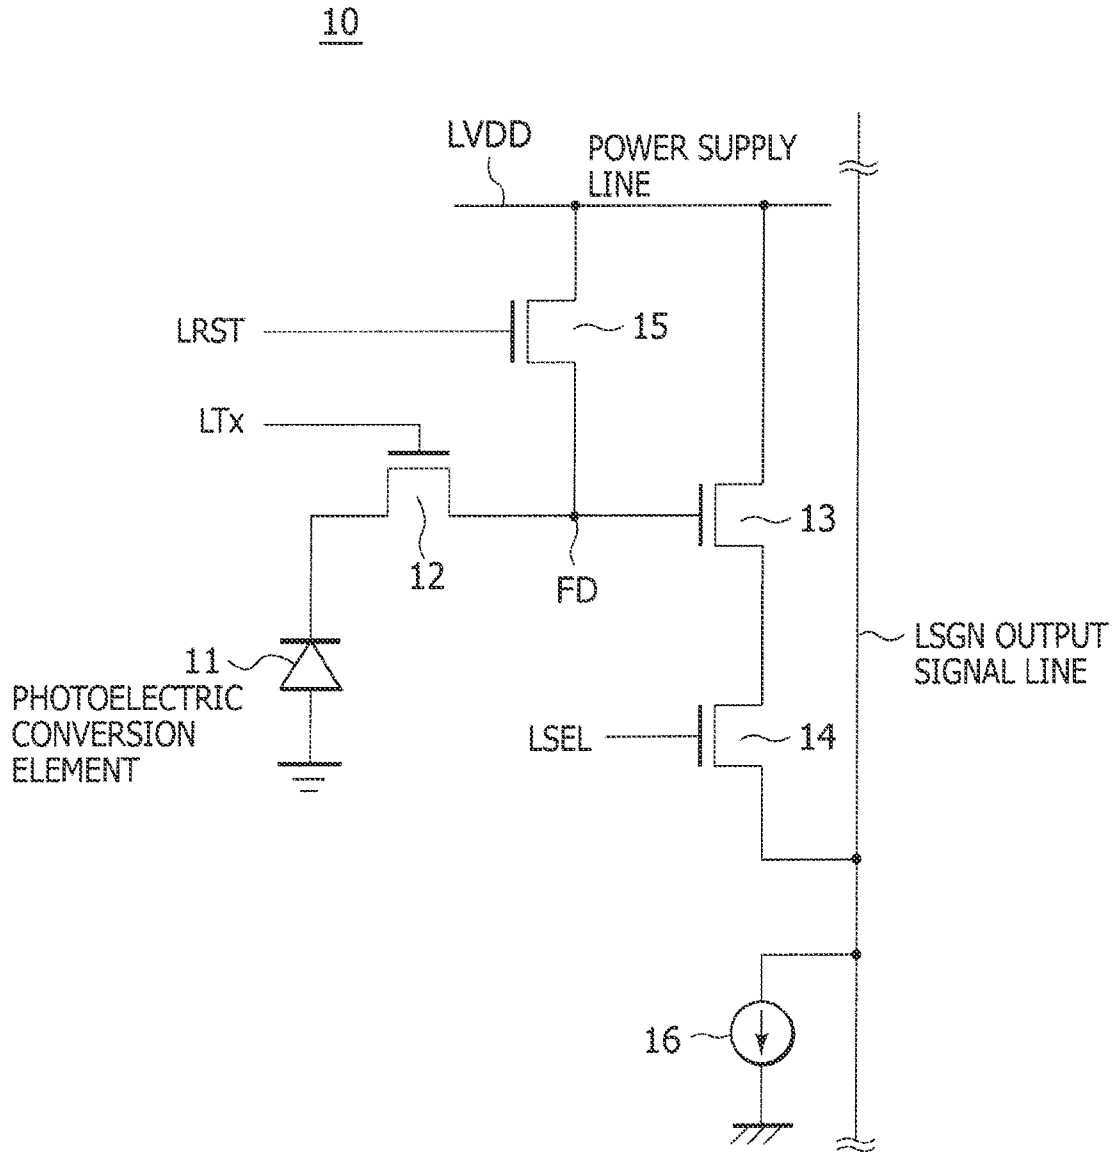 10
LVDD
POWER SUPPLY
LINE
LRST
15
LTx
13
12
FD
LSGN OUTPUT
SIGNAL LINE
11
PHOTOELECTRIC
CONVERSION
ELEMENT
LSEL
14
16